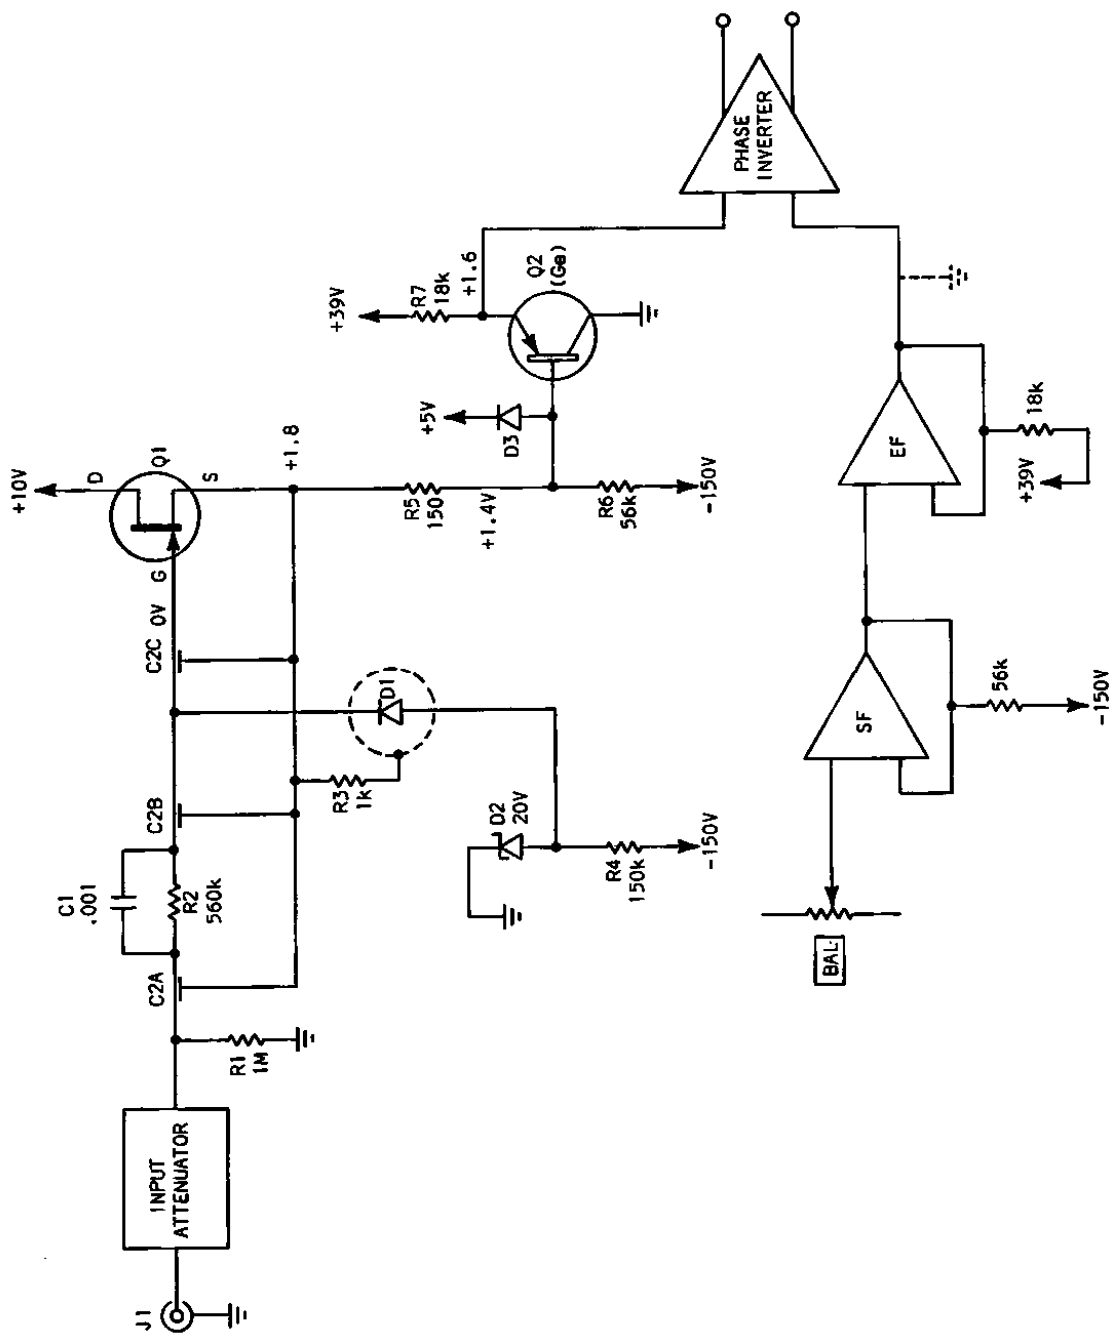 J1
INPUT
ATTENUATOR
R1
1M
C2A
C1
.001
R2
560k
C2B
C2C
0V
G
+10V
D
Q1
S
+1.8
R3
1k
D1
D2
20V
R4
150k
-150V
R5
150
+1.4V
R6
56k
-150V
+5V
D3
+39V
R7
18k
+1.6
Q2
(Ge)
PHASE
INVERTER
BAL
SF
56k
-150V
EF
+39V
18k